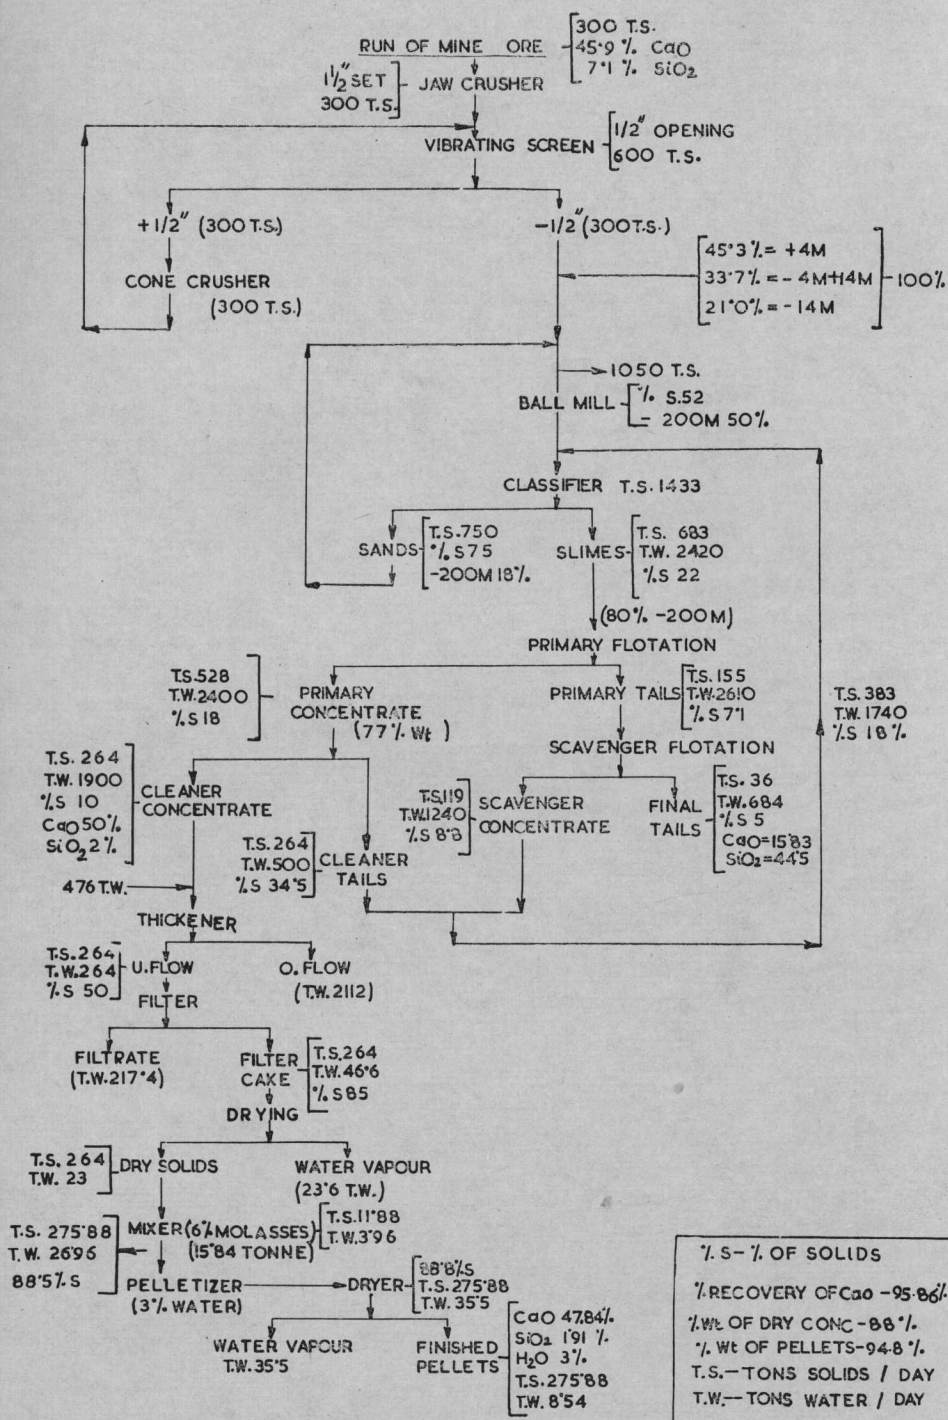 RUN OF MINE ORE
300 T.S.
45·9 % CaO
7·1 % SiO₂
1½" SET
300 T.S.
JAW CRUSHER
VIBRATING SCREEN
1/2" OPENING
600 T.S.
+1/2" (300 T.S.)
-1/2" (300T.S.)
CONE CRUSHER
(300 T.S.)
45·3% = +4M
33·7% = -4M+14M
21·0% = -14M
100%
1050 T.S.
BALL MILL
% S.52
- 200M 50%
CLASSIFIER T.S. 1433
SANDS
T.S.750
% S75
-200M 18%
SLIMES
T.S. 683
T.W. 2420
%S 22
(80% -200M)
PRIMARY FLOTATION
T.S.528
T.W.2400
%S 18
PRIMARY
CONCENTRATE
(77% Wt)
PRIMARY TAILS
T.S.155
T.W.2610
%S 7·1
T.S. 383
T.W. 1740
%S 18%
SCAVENGER FLOTATION
T.S. 264
T.W. 1900
%S 10
CaO 50%
SiO₂ 2%
CLEANER
CONCENTRATE
T.S.264
T.W.500
%S 34·5
CLEANER
TAILS
T.S.119
T.W.1240
%S 8·8
SCAVENGER
CONCENTRATE
FINAL
TAILS
T.S. 36
T.W.684
%S 5
CaO=15·83
SiO₂=44·5
476 T.W.
THICKENER
T.S.264
T.W.264
%S 50
U.FLOW
O.FLOW
(T.W.2112)
FILTER
FILTRATE
(T.W.217·4)
FILTER
CAKE
T.S.264
T.W.46·6
%S85
DRYING
T.S. 264
T.W. 23
DRY SOLIDS
WATER VAPOUR
(23·6 T.W.)
T.S. 275·88
T.W. 26·96
88·5%S
MIXER (6% MOLASSES)
(15·84 TONNE)
T.S.11·88
T.W.3·96
PELLETIZER
(3% WATER)
DRYER
88·8%S
T.S.275·88
T.W. 35·5
WATER VAPOUR
T.W.35·5
FINISHED
PELLETS
CaO 47.84%
SiO₂ 1·91 %
H₂O 3%
T.S.275·88
T.W. 8·54
% S-% OF SOLIDS
% RECOVERY OF CaO -95·86%
% Wt. OF DRY CONC-88 %
% Wt OF PELLETS-94·8 %
T.S.-TONS SOLIDS / DAY
T.W.-TONS WATER / DAY